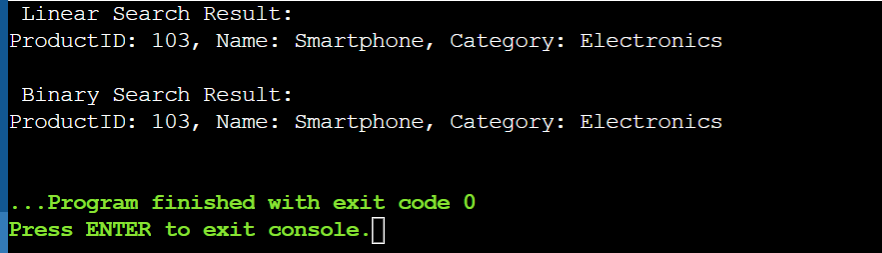 Linear Search Result:
ProductID: 103, Name: Smartphone, Category: Electronics
Binary Search Result:
ProductID: 103, Name: Smartphone, Category: Electronics
...Program finished with exit code 0
Press ENTER to exit console.